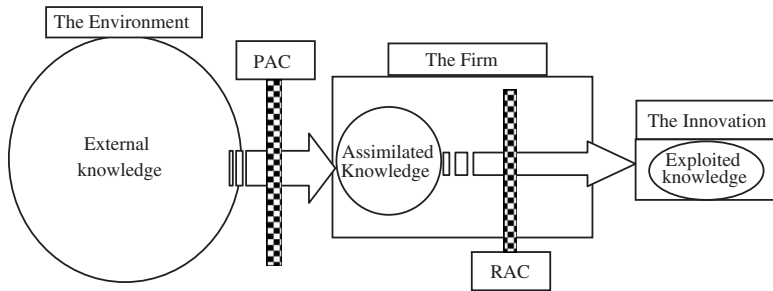 The Environment
PAC
The Firm
External
knowledge
Assimilated
Knowledge
The Innovation
Exploited
knowledge
RAC